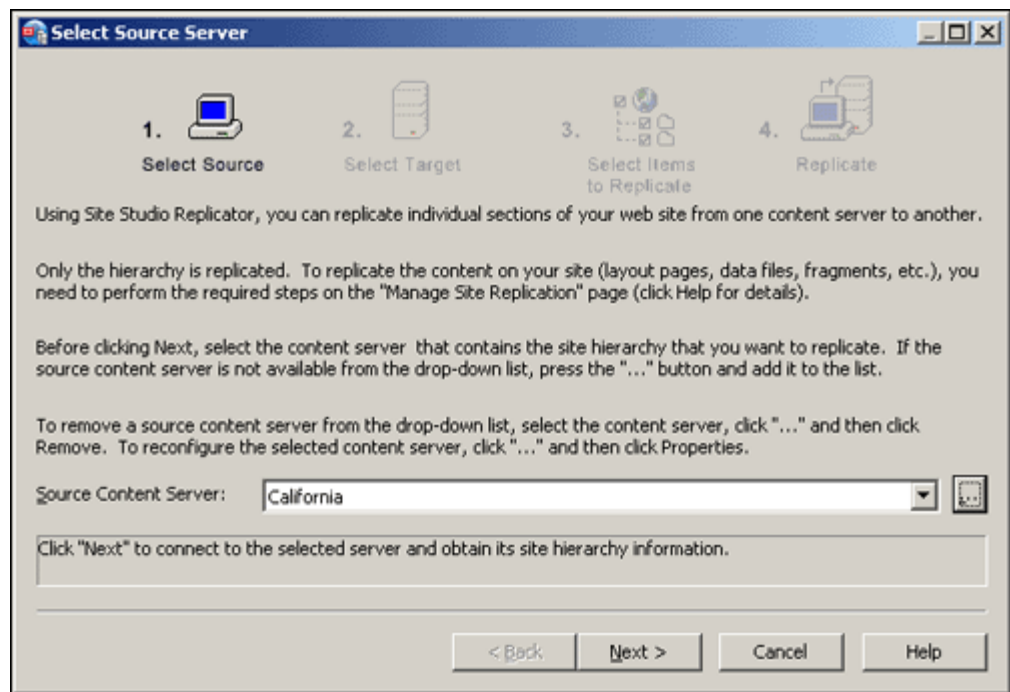 Select Source Server
1.
Select Source
2.
Select Target
3.
Select Items
to Replicate
4.
Replicate
Using Site Studio Replicator, you can replicate individual sections of your web site from one content server to another.
Only the hierarchy is replicated.  To replicate the content on your site (layout pages, data files, fragments, etc.), you
need to perform the required steps on the "Manage Site Replication" page (click Help for details).
Before clicking Next, select the content server  that contains the site hierarchy that you want to replicate.  If the
source content server is not available from the drop-down list, press the "..." button and add it to the list.
To remove a source content server from the drop-down list, select the content server, click "..." and then click
Remove.  To reconfigure the selected content server, click "..." and then click Properties.
Source Content Server:
California
...
Click "Next" to connect to the selected server and obtain its site hierarchy information.
< Back
Next >
Cancel
Help